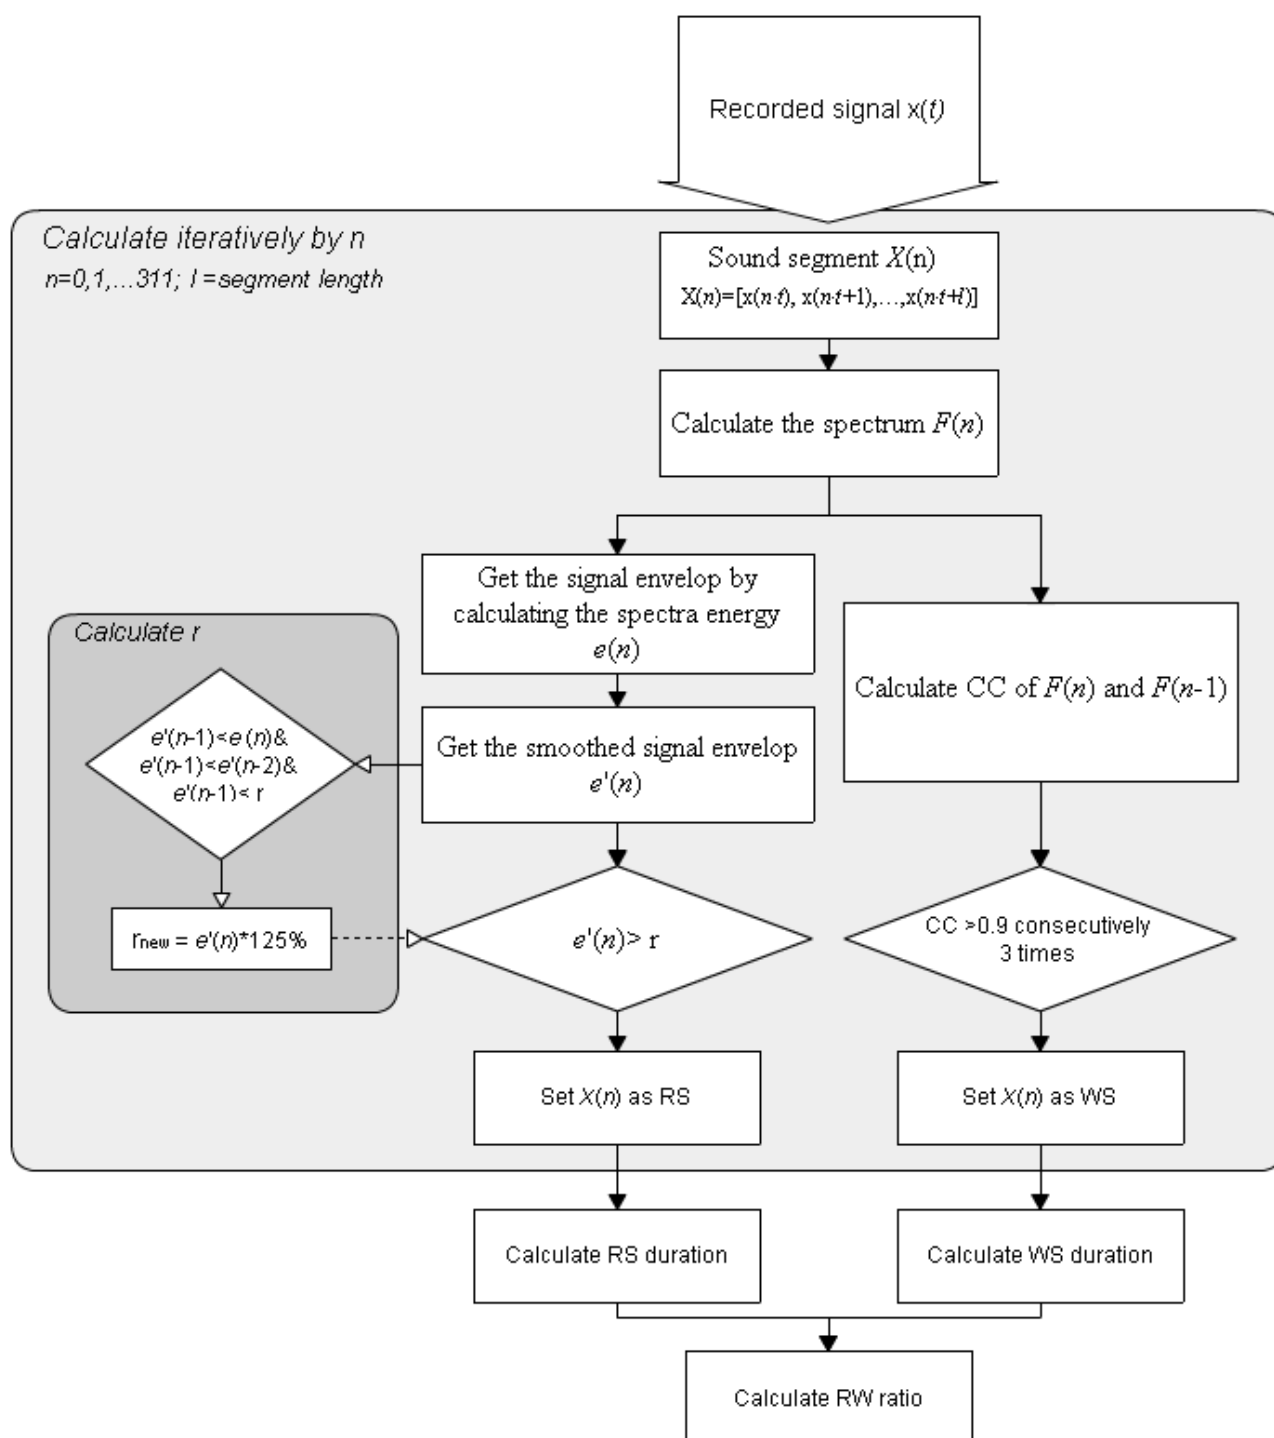 Recorded signal x(t)
Calculate iteratively by n
n=0,1,...311; l =segment length
Sound segment X(n)
X(n)=[x(n·t), x(n·t+1),...,x(n·t+l)]
Calculate the spectrum F(n)
Get the signal envelop by
calculating the spectra energy
e(n)
Calculate r
Calculate CC of F(n) and F(n-1)
e'(n-1)<e(n)&
e'(n-1)<e'(n-2)&
e'(n-1)< r
Get the smoothed signal envelop
e'(n)
rnew = e'(n)*125%
e'(n)> r
CC >0.9 consecutively
3 times
Set X(n) as RS
Set X(n) as WS
Calculate RS duration
Calculate WS duration
Calculate RW ratio